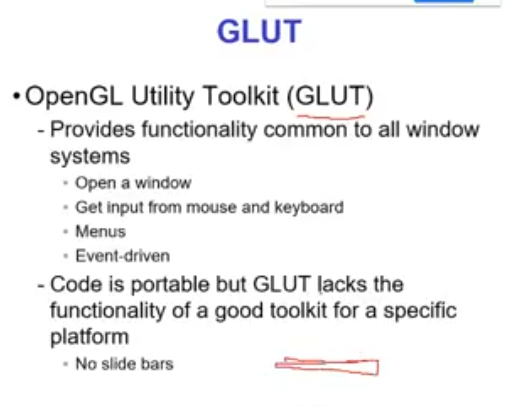 GLUT
• OpenGL Utility Toolkit (GLUT)
- Provides functionality common to all window
systems
• Open a window
• Get input from mouse and keyboard
• Menus
• Event-driven
- Code is portable but GLUT lacks the
functionality of a good toolkit for a specific
platform
• No slide bars